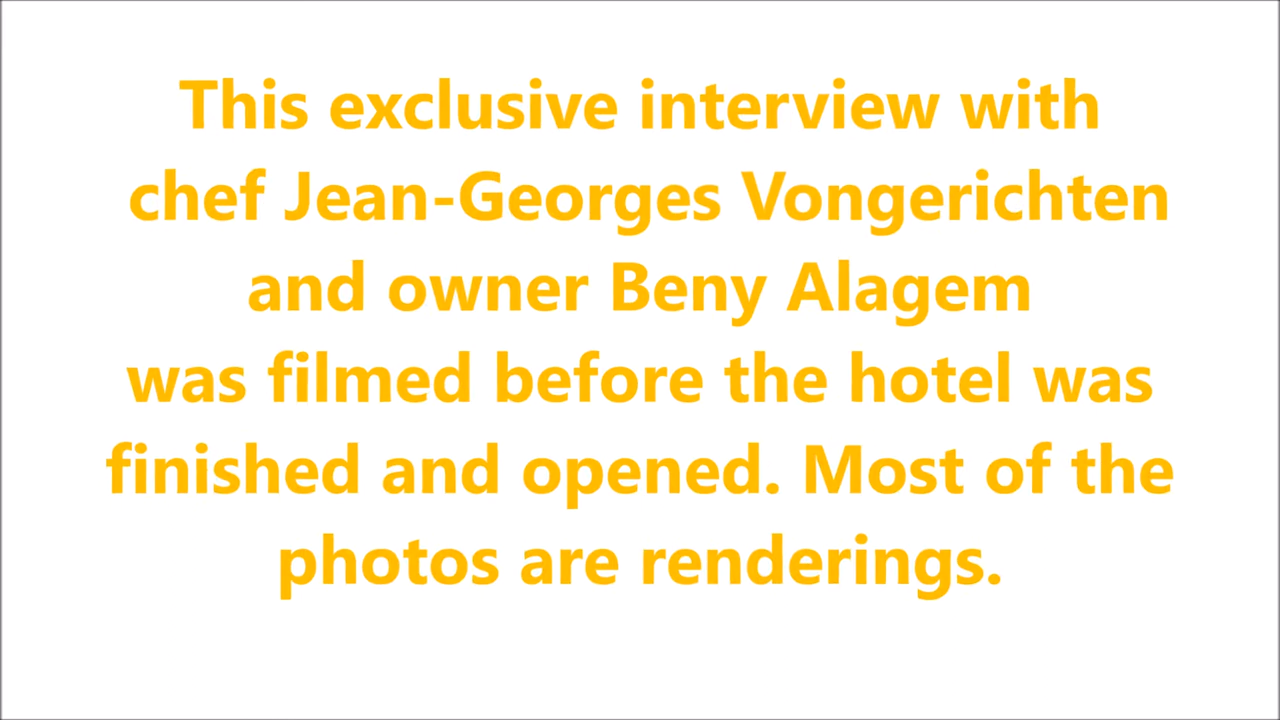 This exclusive interview with
chef Jean-Georges Vongerichten
and owner Beny Alagem
was filmed before the hotel was
finished and opened. Most of the
photos are renderings.